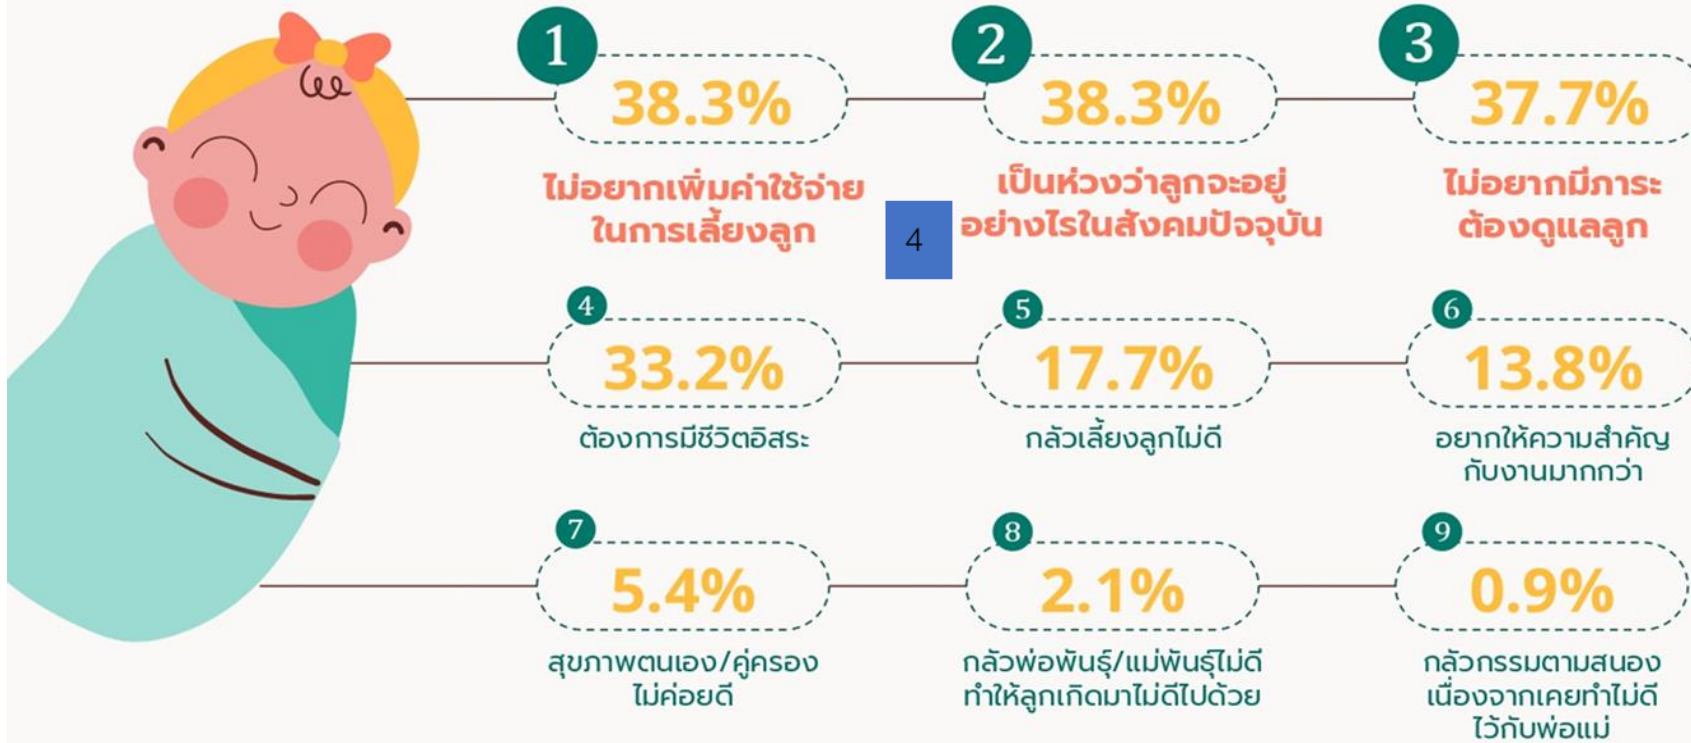 1
38.3%
ไม่อยากเพิ่มค่าใช้จ่าย
ในการเลี้ยงลูก
2
38.3%
เป็นห่วงว่าลูกจะอยู่
อย่างไรในสังคมปัจจุบัน
3
37.7%
ไม่อยากมีภาระ
ต้องดูแลลูก
4
4
33.2%
ต้องการมีชีวิตอิสระ
5
17.7%
กลัวเลี้ยงลูกไม่ดี
6
13.8%
อยากให้ความสำคัญ
กับงานมากกว่า
7
5.4%
สุขภาพตนเอง/คู่ครอง
ไม่ค่อยดี
8
2.1%
กลัวพ่อพันธุ์/แม่พันธุ์ไม่ดี
ทำให้ลูกเกิดมาไม่ดีไปด้วย
9
0.9%
กลัวกรรมตามสนอง
เนื่องจากเคยทำไม่ดี
ไว้กับพ่อแม่